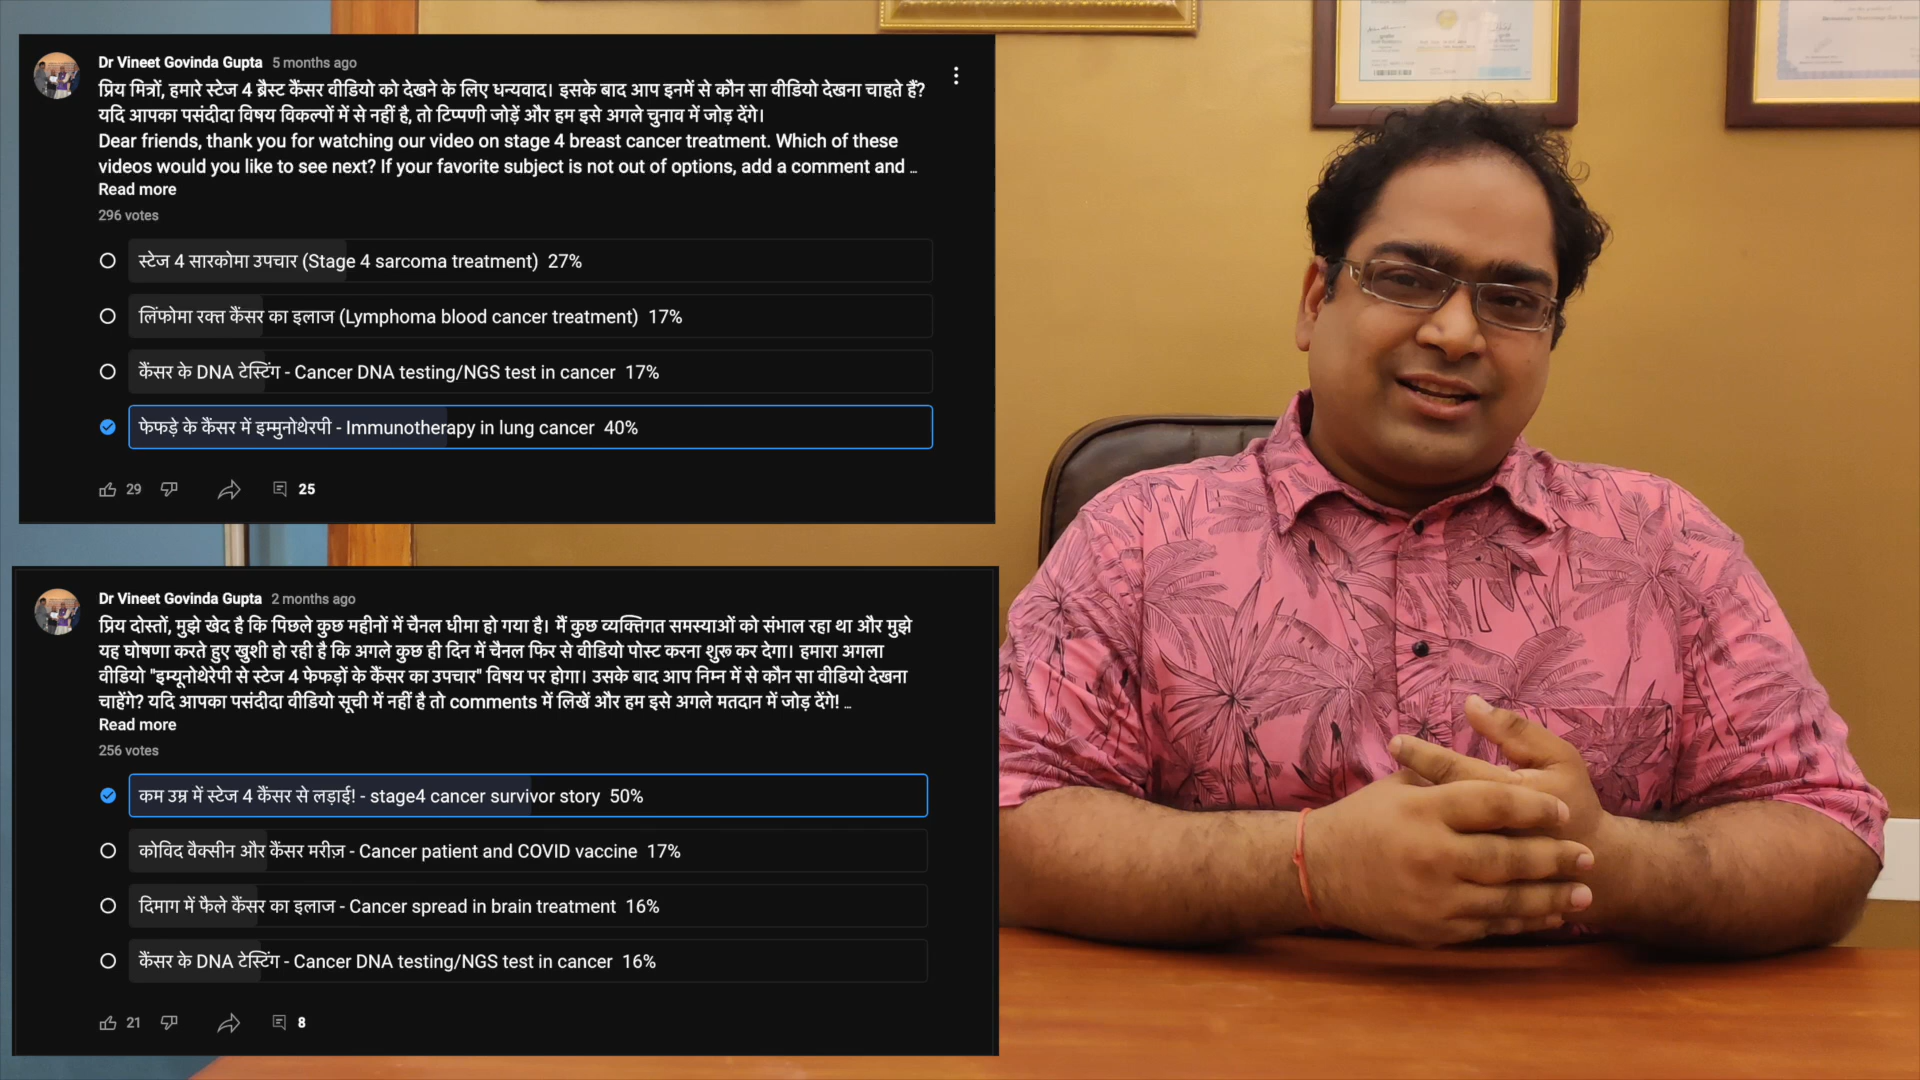 Dr Vineet Govinda Gupta 5 months ago
प्रिय मित्रों, हमारे स्टेज 4 ब्रैस्ट कैंसर वीडियो को देखने के लिए धन्यवाद। इसके बाद आप इनमें से कौन सा वीडियो देखना चाहते हैं?
यदि आपका पसंदीदा विषय विकल्पों में से नहीं है, तो टिप्पणी जोड़ें और हम इसे अगले चुनाव में जोड़ देंगे।
Dear friends, thank you for watching our video on stage 4 breast cancer treatment. Which of these
videos would you like to see next? If your favorite subject is not out of options, add a comment and ...
Read more
296 votes
स्टेज 4 सारकोमा उपचार (Stage 4 sarcoma treatment) 27%
लिंफोमा रक्त कैंसर का इलाज (Lymphoma blood cancer treatment) 17%
कैंसर के DNA टेस्टिंग - Cancer DNA testing/NGS test in cancer 17%
फेफड़े के कैंसर में इम्मुनोथेरपी - Immunotherapy in lung cancer 40%
29 25
Dr Vineet Govinda Gupta 2 months ago
प्रिय दोस्तों, मुझे खेद है कि पिछले कुछ महीनों में चैनल धीमा हो गया है। मैं कुछ व्यक्तिगत समस्याओं को संभाल रहा था और मुझे
यह घोषणा करते हुए खुशी हो रही है कि अगले कुछ ही दिन में चैनल फिर से वीडियो पोस्ट करना शुरू कर देगा। हमारा अगला
वीडियो "इम्यूनोथेरेपी से स्टेज 4 फेफड़ों के कैंसर का उपचार" विषय पर होगा। उसके बाद आप निम्न में से कौन सा वीडियो देखना
चाहेंगे? यदि आपका पसंदीदा वीडियो सूची में नहीं है तो comments में लिखें और हम इसे अगले मतदान में जोड़ देंगे! ...
Read more
256 votes
कम उम्र में स्टेज 4 कैंसर से लड़ाई! - stage4 cancer survivor story 50%
कोविद वैक्सीन और कैंसर मरीज़ - Cancer patient and COVID vaccine 17%
दिमाग में फैले कैंसर का इलाज - Cancer spread in brain treatment 16%
कैंसर के DNA टेस्टिंग - Cancer DNA testing/NGS test in cancer 16%
21 8